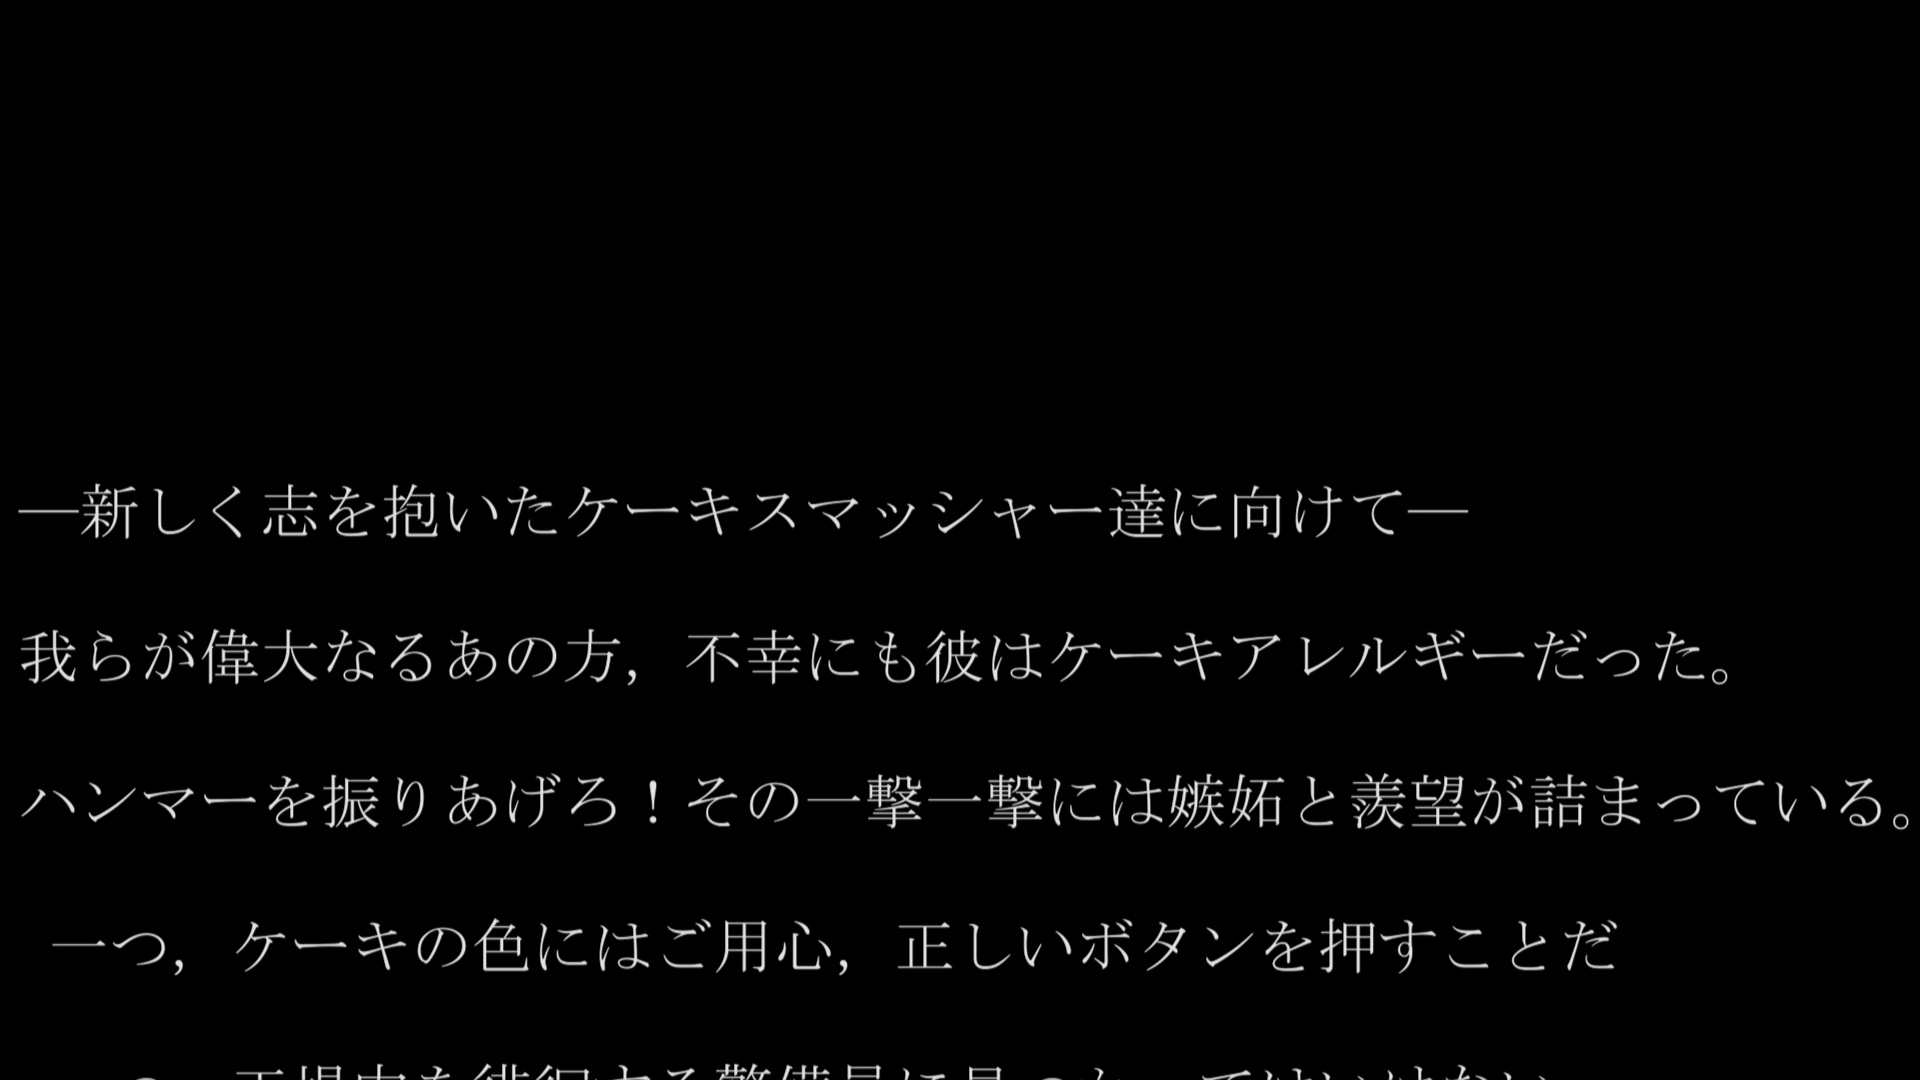 ―新しく志を抱いたケーキスマッシャー達に向けて―
我らが偉大なるあの方，不幸にも彼はケーキアレルギーだった。
ハンマーを振りあげろ！その一撃一撃には嫉妬と羨望が詰まっている。
一つ，ケーキの色にはご用心，正しいボタンを押すことだ